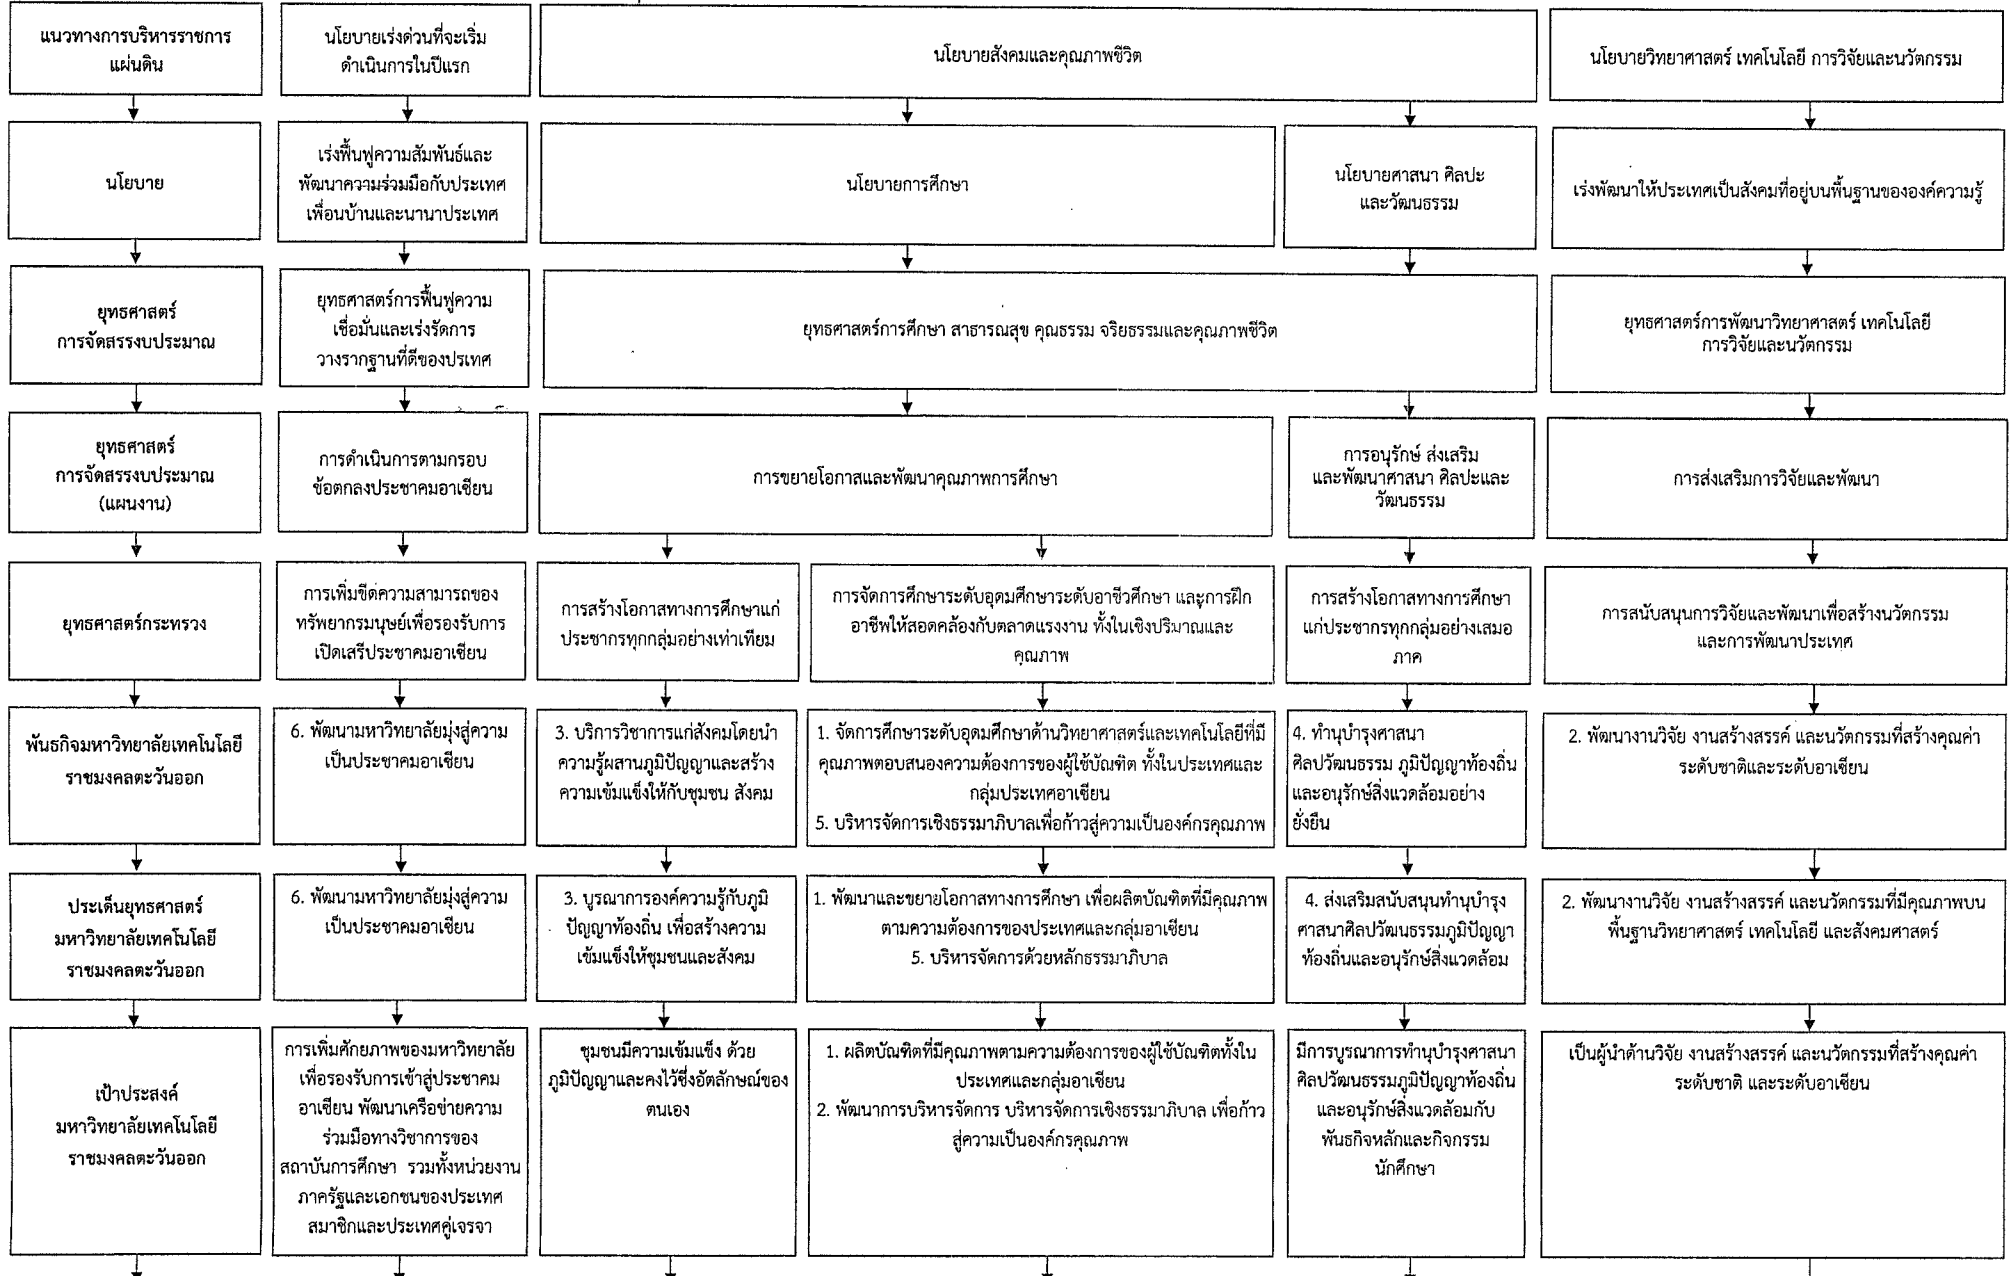 แนวทางการบริหารราชการ
แผ่นดิน
นโยบายเร่งด่วนที่จะเริ่ม
ดำเนินการในปีแรก
นโยบายสังคมและคุณภาพชีวิต
นโยบายวิทยาศาสตร์ เทคโนโลยี การวิจัยและนวัตกรรม
นโยบาย
เร่งฟื้นฟูความสัมพันธ์และ
พัฒนาความร่วมมือกับประเทศ
เพื่อนบ้านและนานาประเทศ
นโยบายการศึกษา
นโยบายศาสนา ศิลปะ
และวัฒนธรรม
เร่งพัฒนาให้ประเทศเป็นสังคมที่อยู่บนพื้นฐานขององค์ความรู้
ยุทธศาสตร์
การจัดสรรงบประมาณ
ยุทธศาสตร์การฟื้นฟูความ
เชื่อมั่นและเร่งรัดการ
วางรากฐานที่ดีของปรเทศ
ยุทธศาสตร์การศึกษา สาธารณสุข คุณธรรม จริยธรรมและคุณภาพชีวิต
ยุทธศาสตร์การพัฒนาวิทยาศาสตร์ เทคโนโลยี
การวิจัยและนวัตกรรม
ยุทธศาสตร์
การจัดสรรงบประมาณ
(แผนงาน)
การดำเนินการตามกรอบ
ข้อตกลงประชาคมอาเซียน
การขยายโอกาสและพัฒนาคุณภาพการศึกษา
การอนุรักษ์ ส่งเสริม
และพัฒนาศาสนา ศิลปะและ
วัฒนธรรม
การส่งเสริมการวิจัยและพัฒนา
ยุทธศาสตร์กระทรวง
การเพิ่มขีดความสามารถของ
ทรัพยากรมนุษย์เพื่อรองรับการ
เปิดเสรีประชาคมอาเซียน
การสร้างโอกาสทางการศึกษาแก่
ประชากรทุกกลุ่มอย่างเท่าเทียม
การจัดการศึกษาระดับอุดมศึกษาระดับอาชีวศึกษา และการฝึก
อาชีพให้สอดคล้องกับตลาดแรงงาน ทั้งในเชิงปริมาณและ
คุณภาพ
การสร้างโอกาสทางการศึกษา
แก่ประชากรทุกกลุ่มอย่างเสมอ
ภาค
การสนับสนุนการวิจัยและพัฒนาเพื่อสร้างนวัตกรรม
และการพัฒนาประเทศ
พันธกิจมหาวิทยาลัยเทคโนโลยี
ราชมงคลตะวันออก
6. พัฒนามหาวิทยาลัยมุ่งสู่ความ
เป็นประชาคมอาเซียน
3. บริการวิชาการแก่สังคมโดยนำ
ความรู้ผสานภูมิปัญญาและสร้าง
ความเข้มแข็งให้กับชุมชน สังคม
1. จัดการศึกษาระดับอุดมศึกษาด้านวิทยาศาสตร์และเทคโนโลยีที่มี
คุณภาพตอบสนองความต้องการของผู้ใช้บัณฑิต ทั้งในประเทศและ
กลุ่มประเทศอาเซียน
5. บริหารจัดการเชิงธรรมาภิบาลเพื่อก้าวสู่ความเป็นองค์กรคุณภาพ
4. ทำนุบำรุงศาสนา
ศิลปวัฒนธรรม ภูมิปัญญาท้องถิ่น
และอนุรักษ์สิ่งแวดล้อมอย่าง
ยั่งยืน
2. พัฒนางานวิจัย งานสร้างสรรค์ และนวัตกรรมที่สร้างคุณค่า
ระดับชาติและระดับอาเซียน
ประเด็นยุทธศาสตร์
มหาวิทยาลัยเทคโนโลยี
ราชมงคลตะวันออก
6. พัฒนามหาวิทยาลัยมุ่งสู่ความ
เป็นประชาคมอาเซียน
3. บูรณาการองค์ความรู้กับภูมิ
ปัญญาท้องถิ่น เพื่อสร้างความ
เข้มแข็งให้ชุมชนและสังคม
1. พัฒนาและขยายโอกาสทางการศึกษา เพื่อผลิตบัณฑิตที่มีคุณภาพ
ตามความต้องการของประเทศและกลุ่มอาเซียน
5. บริหารจัดการด้วยหลักธรรมาภิบาล
4. ส่งเสริมสนับสนุนทำนุบำรุง
ศาสนาศิลปวัฒนธรรมภูมิปัญญา
ท้องถิ่นและอนุรักษ์สิ่งแวดล้อม
2. พัฒนางานวิจัย งานสร้างสรรค์ และนวัตกรรมที่มีคุณภาพบน
พื้นฐานวิทยาศาสตร์ เทคโนโลยี และสังคมศาสตร์
เป้าประสงค์
มหาวิทยาลัยเทคโนโลยี
ราชมงคลตะวันออก
การเพิ่มศักยภาพของมหาวิทยาลัย
เพื่อรองรับการเข้าสู่ประชาคม
อาเซียน พัฒนาเครือข่ายความ
ร่วมมือทางวิชาการของ
สถาบันการศึกษา รวมทั้งหน่วยงาน
ภาครัฐและเอกชนของประเทศ
สมาชิกและประเทศคู่เจรจา
ชุมชนมีความเข้มแข็ง ด้วย
ภูมิปัญญาและคงไว้ซึ่งอัตลักษณ์ของ
ตนเอง
1. ผลิตบัณฑิตที่มีคุณภาพตามความต้องการของผู้ใช้บัณฑิตทั้งใน
ประเทศและกลุ่มอาเซียน
2. พัฒนาการบริหารจัดการ บริหารจัดการเชิงธรรมาภิบาล เพื่อก้าว
สู่ความเป็นองค์กรคุณภาพ
มีการบูรณาการทำนุบำรุงศาสนา
ศิลปวัฒนธรรมภูมิปัญญาท้องถิ่น
และอนุรักษ์สิ่งแวดล้อมกับ
พันธกิจหลักและกิจกรรม
นักศึกษา
เป็นผู้นำด้านวิจัย งานสร้างสรรค์ และนวัตกรรมที่สร้างคุณค่า
ระดับชาติ และระดับอาเซียน